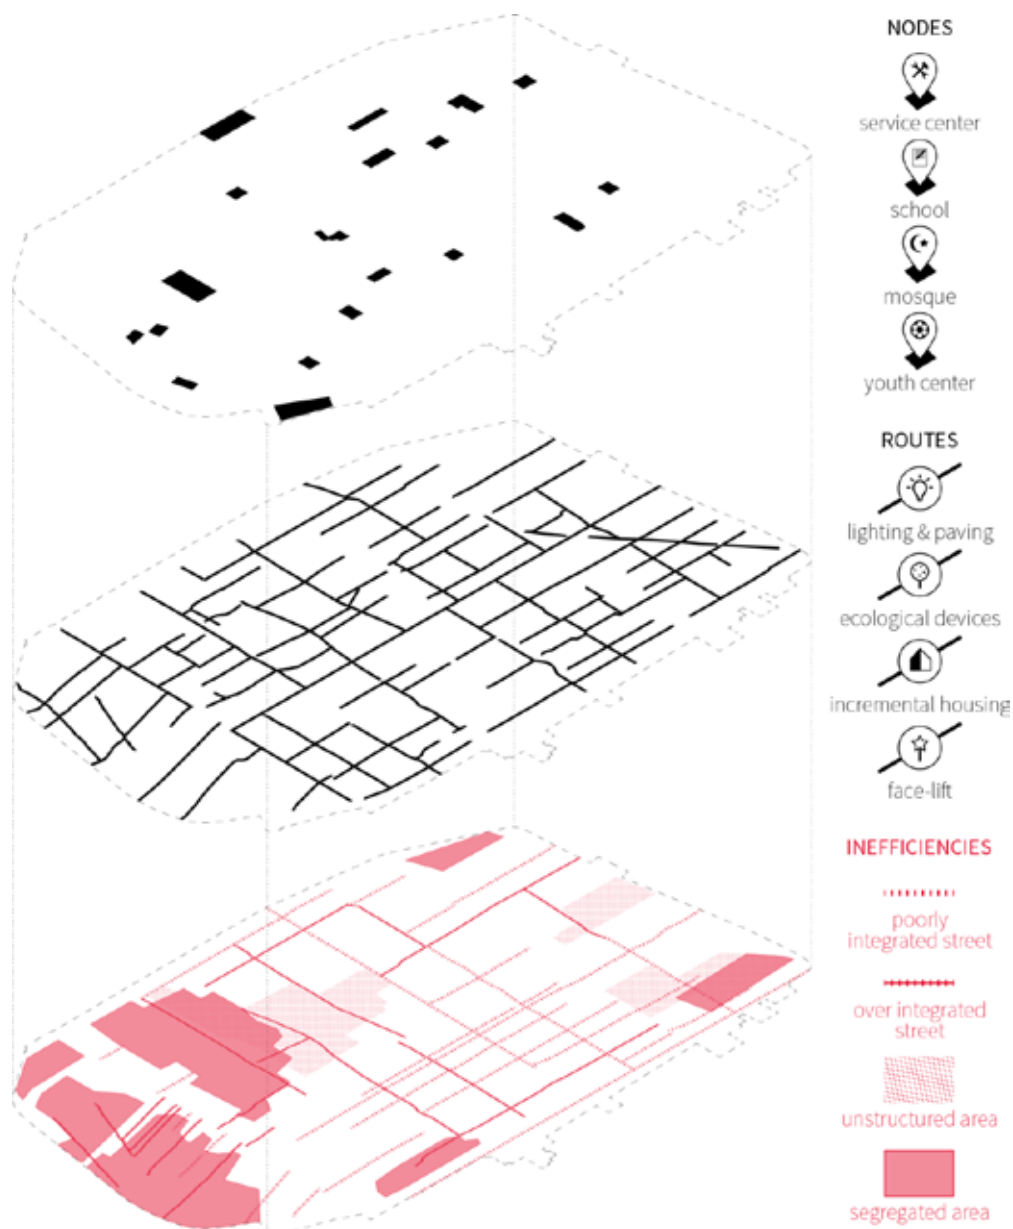 NODES
service center
school
mosque
youth center
ROUTES
lighting & paving
ecological devices
incremental housing
face-lift
INEFFICIENCIES
poorly
integrated street
over integrated
street
unstructured area
segregated area